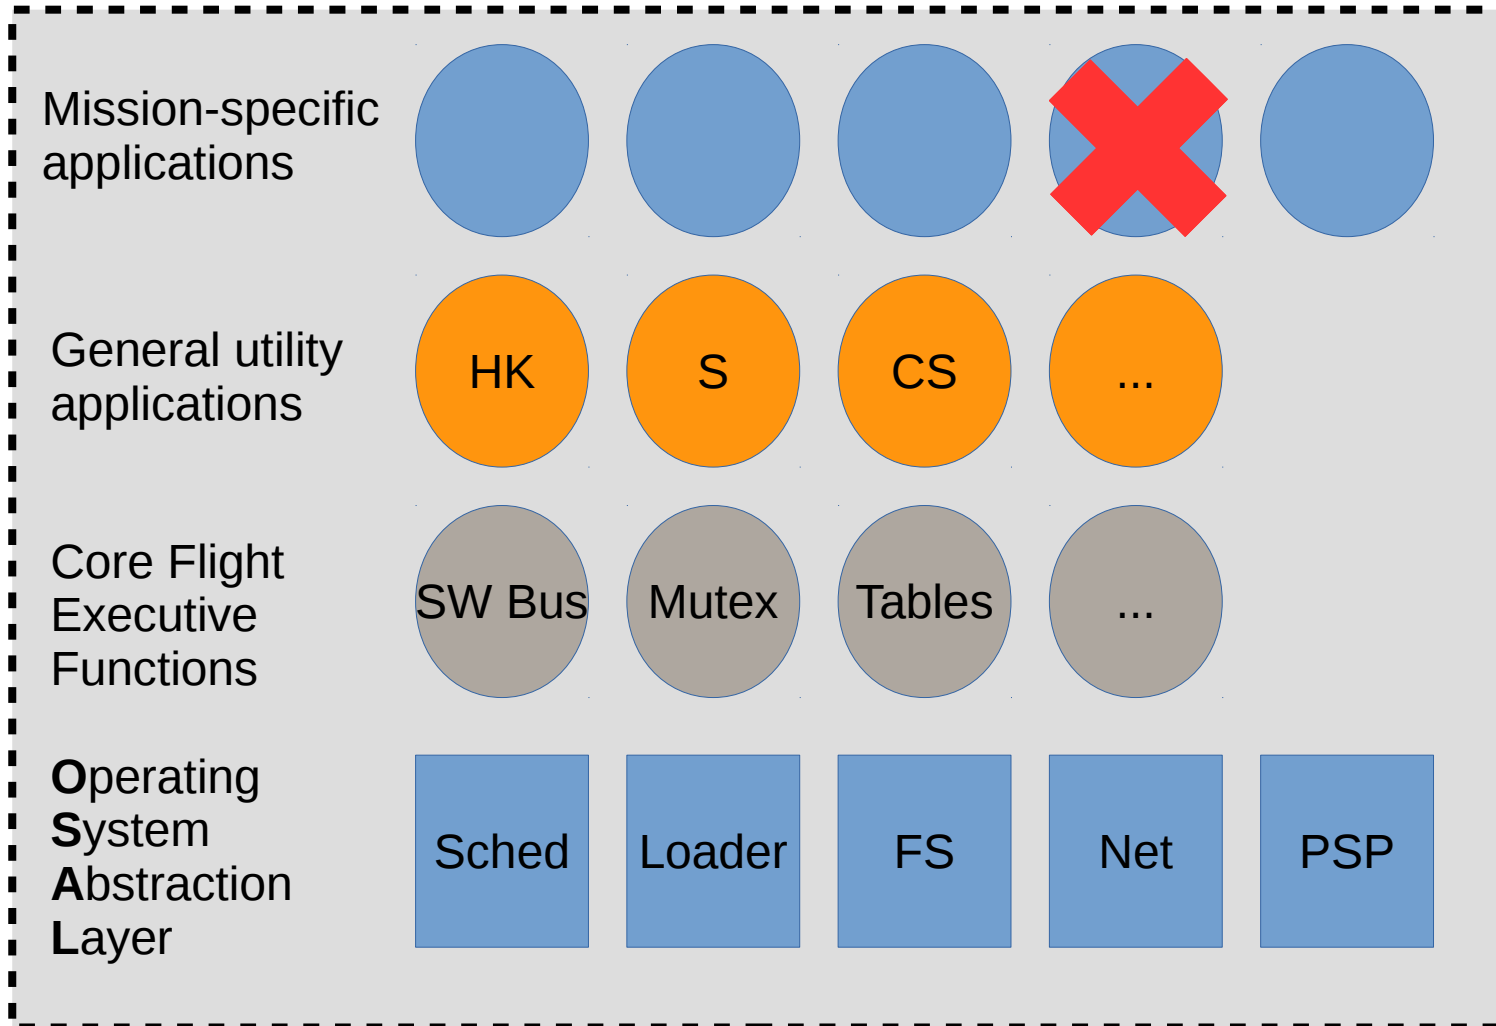 Mission-specific
applications
General utility
applications
HK
S
CS
...
Core Flight
Executive
Functions
SW Bus
Mutex
Tables
...
Operating
System
Abstraction
Layer
Sched
Loader
FS
Net
PSP